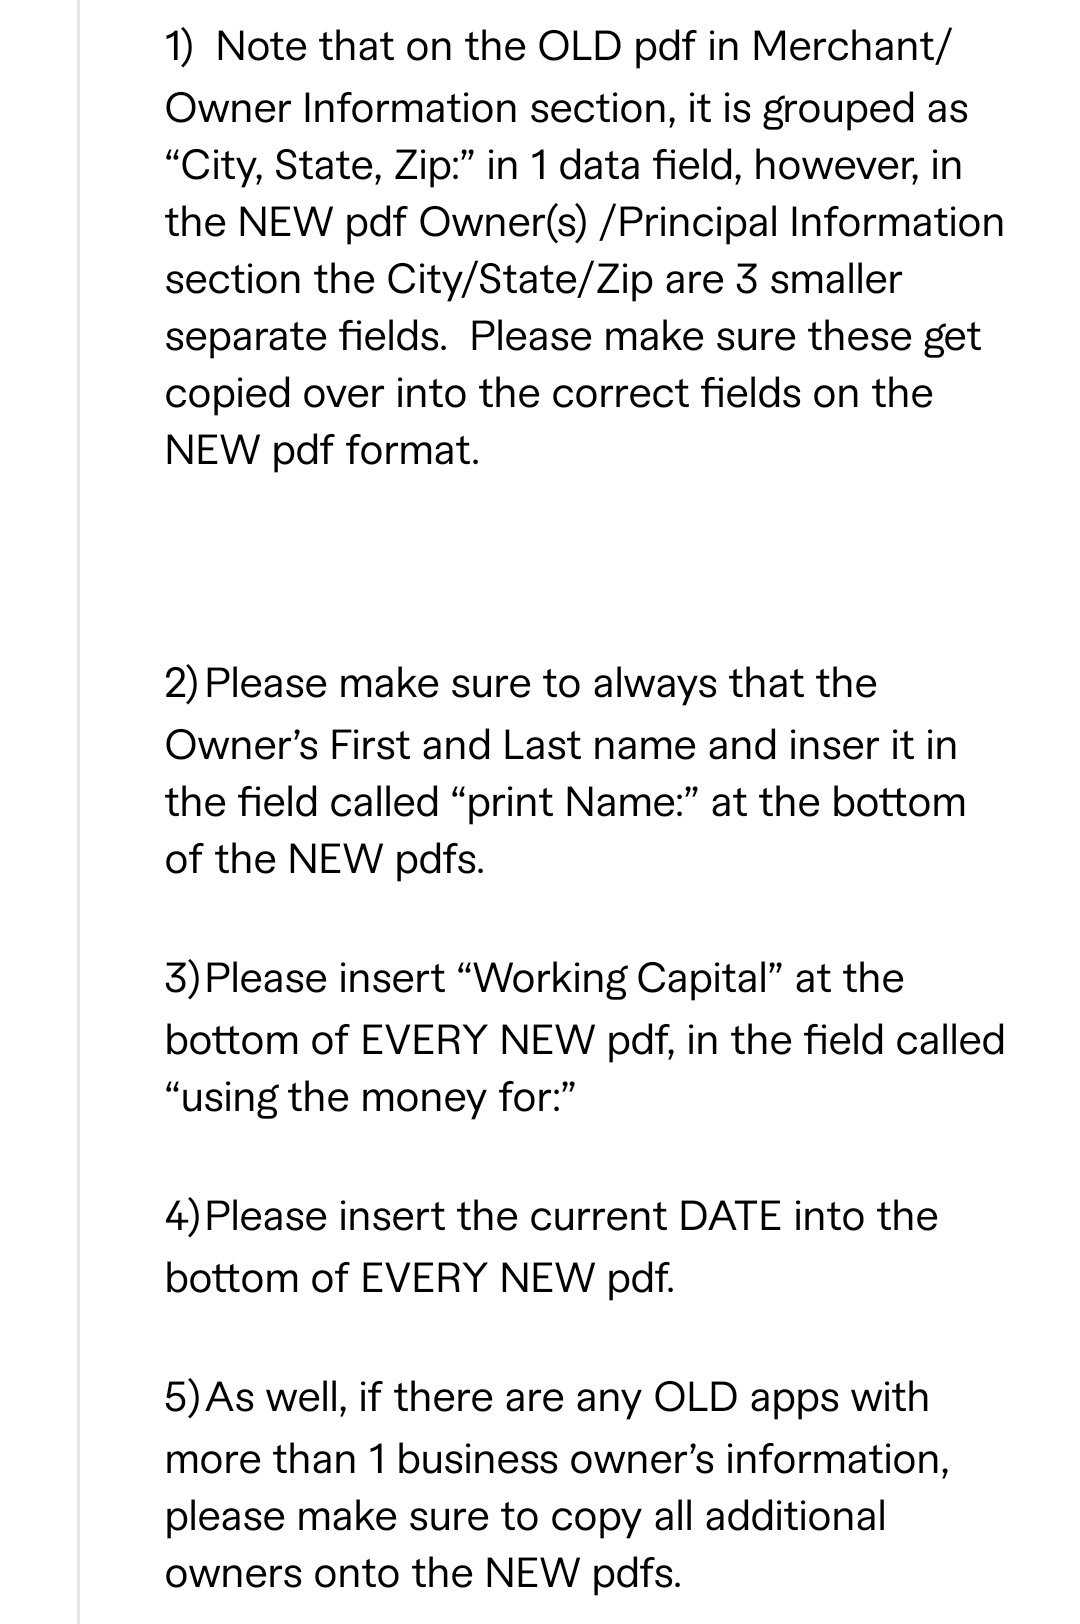 1)  Note that on the OLD pdf in Merchant/
Owner Information section, it is grouped as
“City, State, Zip:” in 1 data field, however, in
the NEW pdf Owner(s) /Principal Information
section the City/State/Zip are 3 smaller
separate fields.  Please make sure these get
copied over into the correct fields on the
NEW pdf format.
2) Please make sure to always that the
Owner’s First and Last name and inser it in
the field called “print Name:” at the bottom
of the NEW pdfs.
3) Please insert “Working Capital” at the
bottom of EVERY NEW pdf, in the field called
“using the money for:”
4) Please insert the current DATE into the
bottom of EVERY NEW pdf.
5) As well, if there are any OLD apps with
more than 1 business owner’s information,
please make sure to copy all additional
owners onto the NEW pdfs.